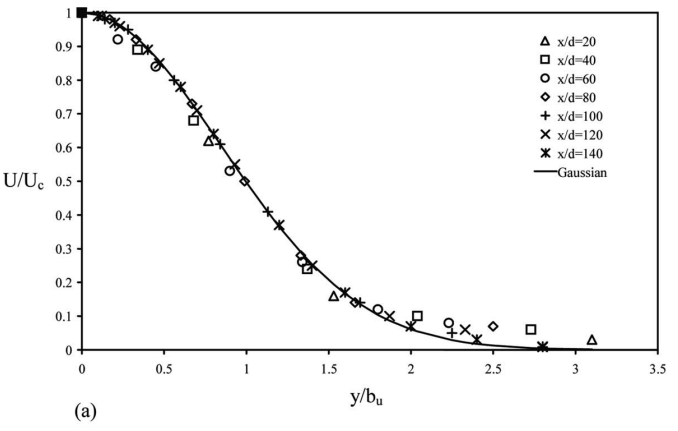 1
0.9
0.8
0.7
0.6
0.5
0.4
0.3
0.2
0.1
0
U/Uc
x/d=20
x/d=40
x/d=60
x/d=80
x/d=100
x/d=120
x/d=140
Gaussian
0 0.5 1 1.5 2 2.5 3 3.5
y/bu
(a)